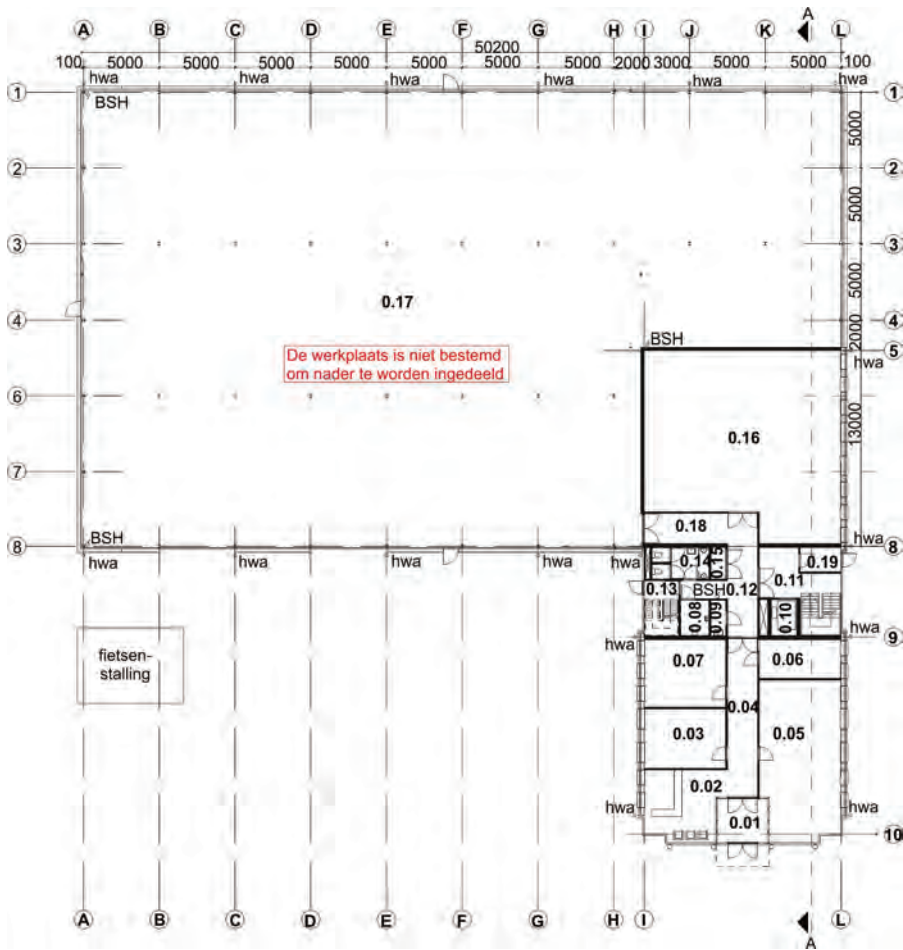 A
A B C D E F G H I J K L
50200
100 5000 5000 5000 5000 5000 5000 5000 2000 3000 5000 5000 100
hwa hwa hwa hwa hwa hwa
1 1
BSH
5000
2 2
5000
3 3
5000
0.17
4 4
2000
BSH
5
De werkplaats is niet bestemd
om nader te worden ingedeeld
hwa
6
13000
0.16
7
0.18
BSH
hwa
8 8
hwa hwa hwa hwa hwa
0.14 0.15 0.11 0.19
0.13 BSH 0.12
0.08 0.09 0.10
hwa hwa
9
fietsen-
stalling
0.07 0.06
0.04
0.03 0.05
0.02
hwa hwa
0.01
10
A B C D E F G H I L
A